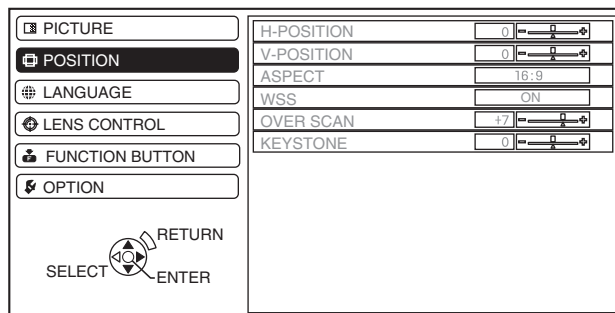 PICTURE
POSITION
LANGUAGE
LENS CONTROL
FUNCTION BUTTON
OPTION
SELECT
RETURN
ENTER
H-POSITION 0
V-POSITION 0
ASPECT 16:9
WSS ON
OVER SCAN +7
KEYSTONE 0